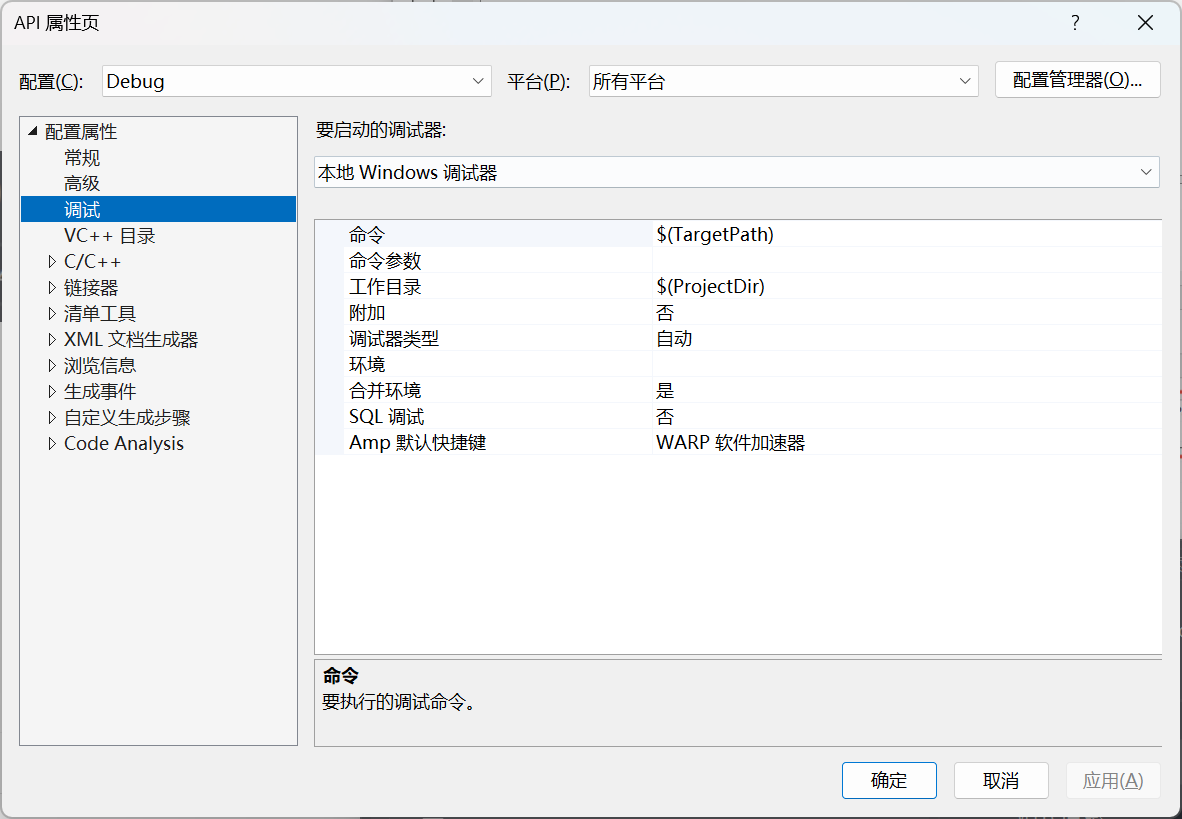 API 属性页
?
配置(C): Debug 平台(P): 所有平台 配置管理器(O)...
配置属性
常规
高级
调试
VC++ 目录
C/C++
链接器
清单工具
XML 文档生成器
浏览信息
生成事件
自定义生成步骤
Code Analysis
要启动的调试器:
本地 Windows 调试器
命令 $(TargetPath)
命令参数
工作目录 $(ProjectDir)
附加 否
调试器类型 自动
环境
合并环境 是
SQL 调试 否
Amp 默认快捷键 WARP 软件加速器
命令
要执行的调试命令。
确定 取消 应用(A)